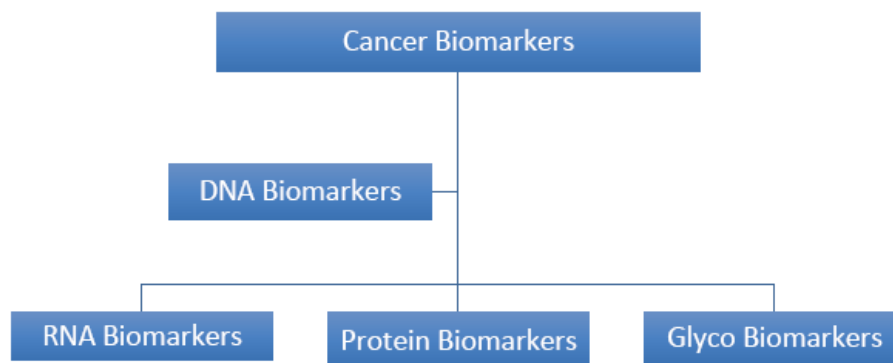 Cancer Biomarkers
DNA Biomarkers
RNA Biomarkers
Protein Biomarkers
Glyco Biomarkers